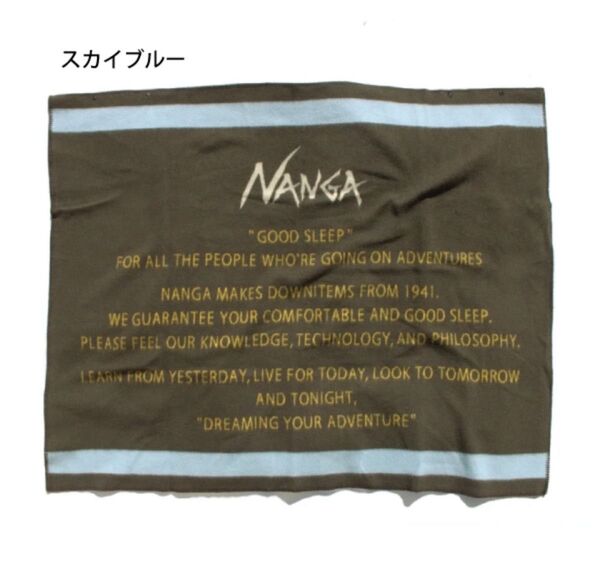 スカイブルー
NANGA
"GOOD SLEEP"
FOR ALL THE PEOPLE WHO'RE GOING ON ADVENTURES
NANGA MAKES DOWNITEMS FROM 1941.
WE GUARANTEE YOUR COMFORTABLE AND GOOD SLEEP.
PLEASE FEEL OUR KNOWLEDGE, TECHNOLOGY, AND PHILOSOPHY.
LEARN FROM YESTERDAY, LIVE FOR TODAY, LOOK TO TOMORROW
AND TONIGHT,
"DREAMING YOUR ADVENTURE"